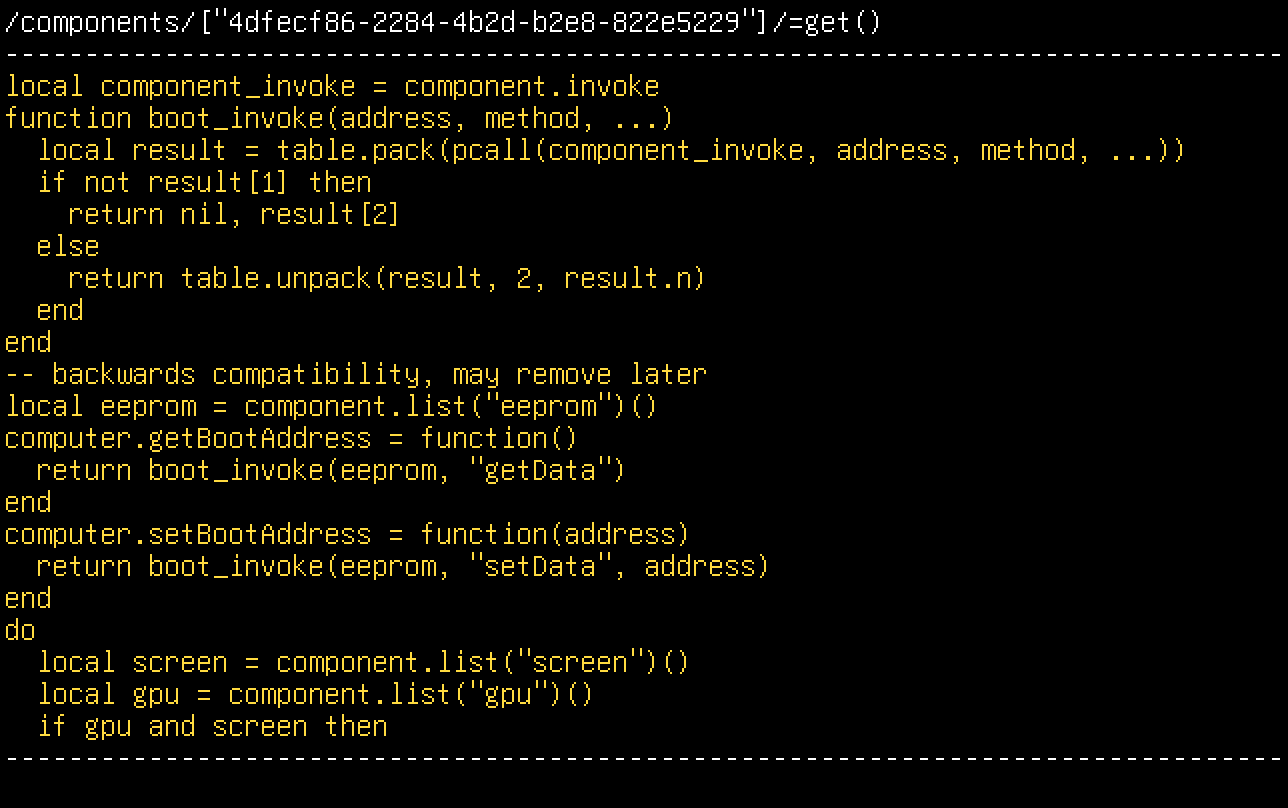 /components/["4dfecf86-2284-4b2d-b2e8-822e5229"]/=get()
--------------------------------------------------------------------------------
local component_invoke = component.invoke
function boot_invoke(address, method, ...)
  local result = table.pack(pcall(component_invoke, address, method, ...))
  if not result[1] then
    return nil, result[2]
  else
    return table.unpack(result, 2, result.n)
  end
end
-- backwards compatibility, may remove later
local eeprom = component.list("eeprom")()
computer.getBootAddress = function()
  return boot_invoke(eeprom, "getData")
end
computer.setBootAddress = function(address)
  return boot_invoke(eeprom, "setData", address)
end
do
  local screen = component.list("screen")()
  local gpu = component.list("gpu")()
  if gpu and screen then
--------------------------------------------------------------------------------